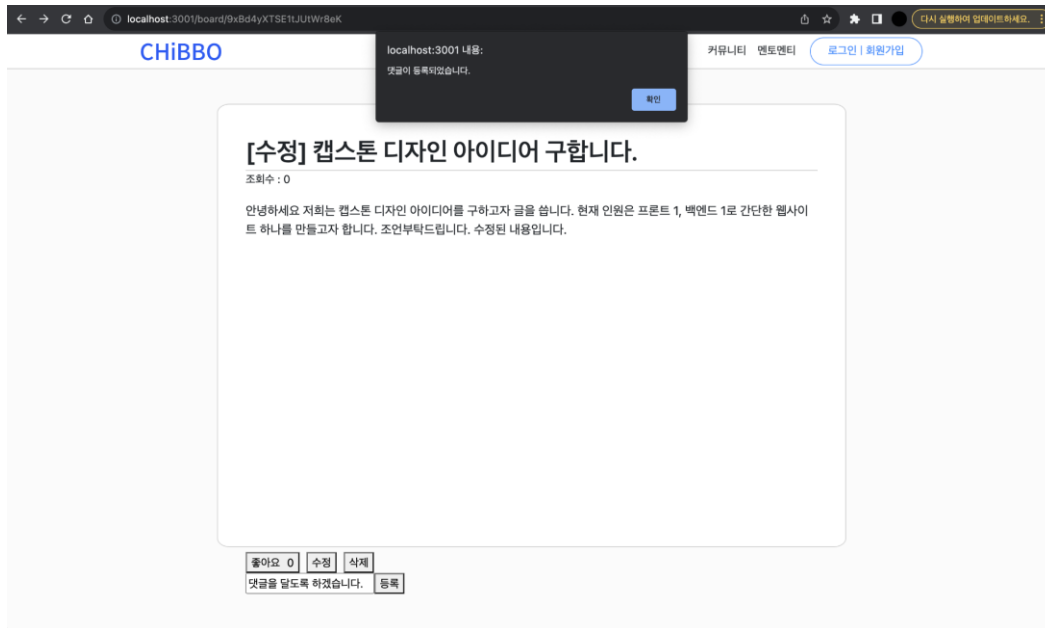 localhost:3001/board/9xBd4yXTSE1tJUtWr8eK
다시 실행하여 업데이트하세요.
CHiBBO
커뮤니티 멘토멘티 로그인 | 회원가입
localhost:3001 내용:
댓글이 등록되었습니다.
확인
[수정] 캡스톤 디자인 아이디어 구합니다.
조회수 : 0
안녕하세요 저희는 캡스톤 디자인 아이디어를 구하고자 글을 씁니다. 현재 인원은 프론트 1, 백엔드 1로 간단한 웹사이
트 하나를 만들고자 합니다. 조언부탁드립니다. 수정된 내용입니다.
좋아요 0 수정 삭제
댓글을 달도록 하겠습니다. 등록